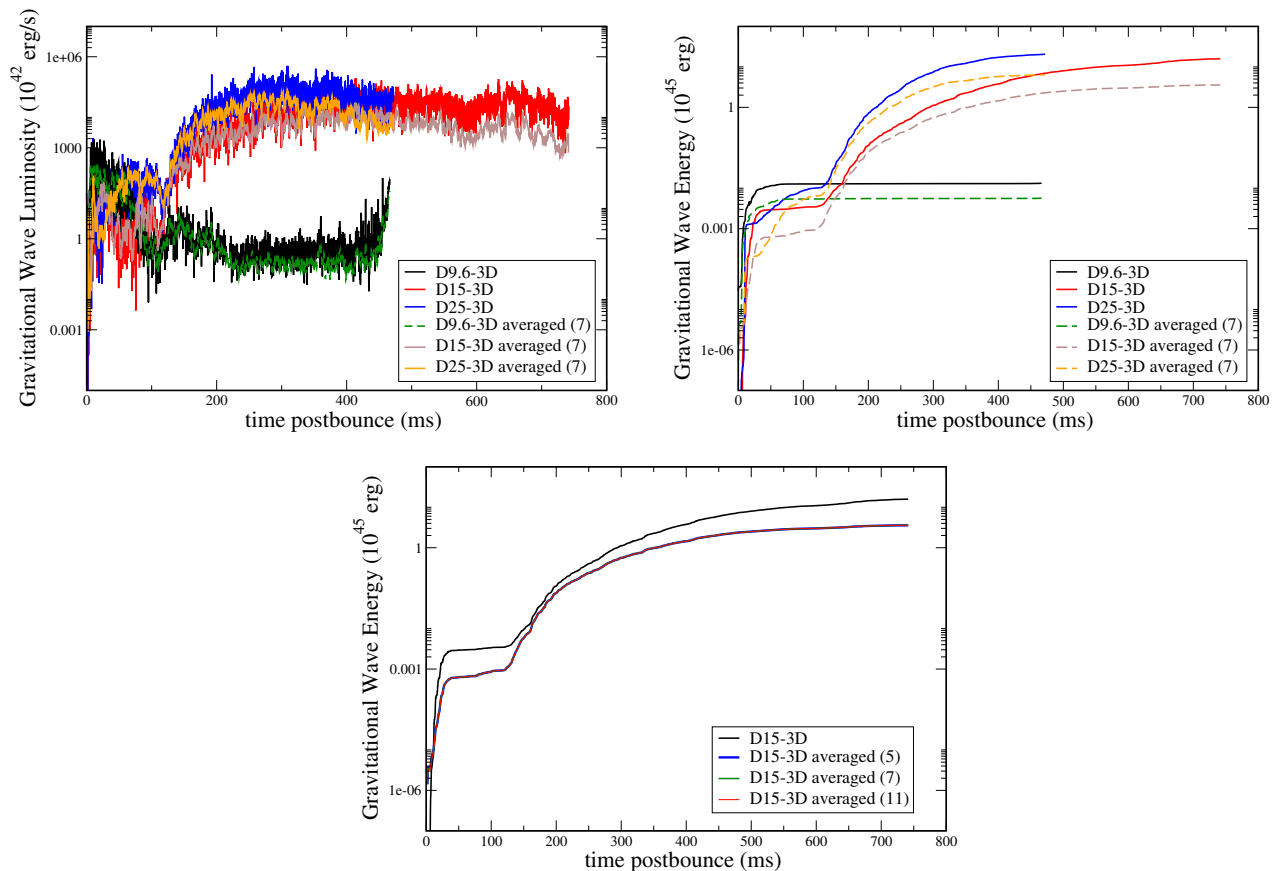 Gravitational Wave Luminosity (10^42 erg/s)
1e+06
1000
1
0.001
0
200
400
600
800
time postbounce (ms)
D9.6-3D
D15-3D
D25-3D
D9.6-3D averaged (7)
D15-3D averaged (7)
D25-3D averaged (7)
Gravitational Wave Energy (10^45 erg)
1
0.001
1e-06
0
100
200
300
400
500
600
700
800
time postbounce (ms)
D9.6-3D
D15-3D
D25-3D
D9.6-3D averaged (7)
D15-3D averaged (7)
D25-3D averaged (7)
Gravitational Wave Energy (10^45 erg)
1
0.001
1e-06
0
100
200
300
400
500
600
700
800
time postbounce (ms)
D15-3D
D15-3D averaged (5)
D15-3D averaged (7)
D15-3D averaged (11)